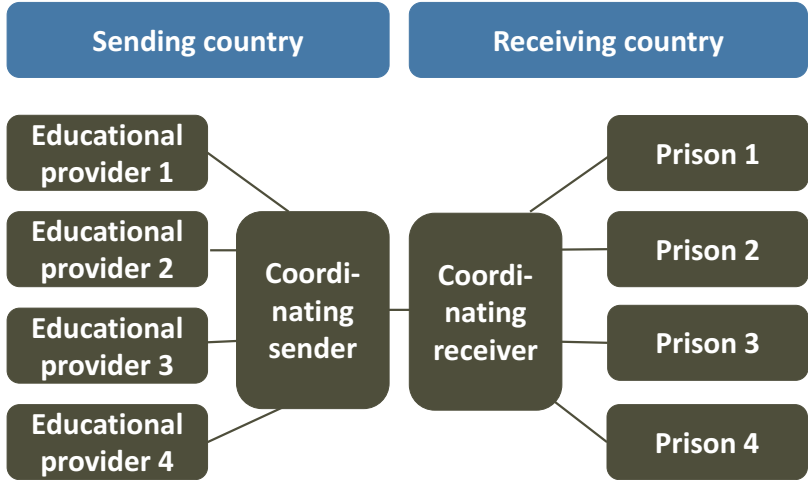 Sending country
Receiving country
Educational
provider 1
Educational
provider 2
Educational
provider 3
Educational
provider 4
Coordi-
nating
sender
Coordi-
nating
receiver
Prison 1
Prison 2
Prison 3
Prison 4